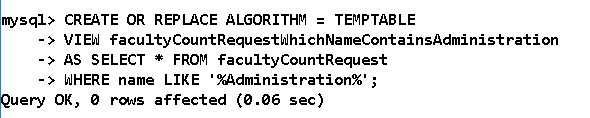 mysql> CREATE OR REPLACE ALGORITHM = TEMPTABLE
-> VIEW facultyCountRequestWhichNameContainsAdministration
-> AS SELECT * FROM facultyCountRequest
-> WHERE name LIKE '%Administration%';
Query OK, 0 rows affected (0.06 sec)